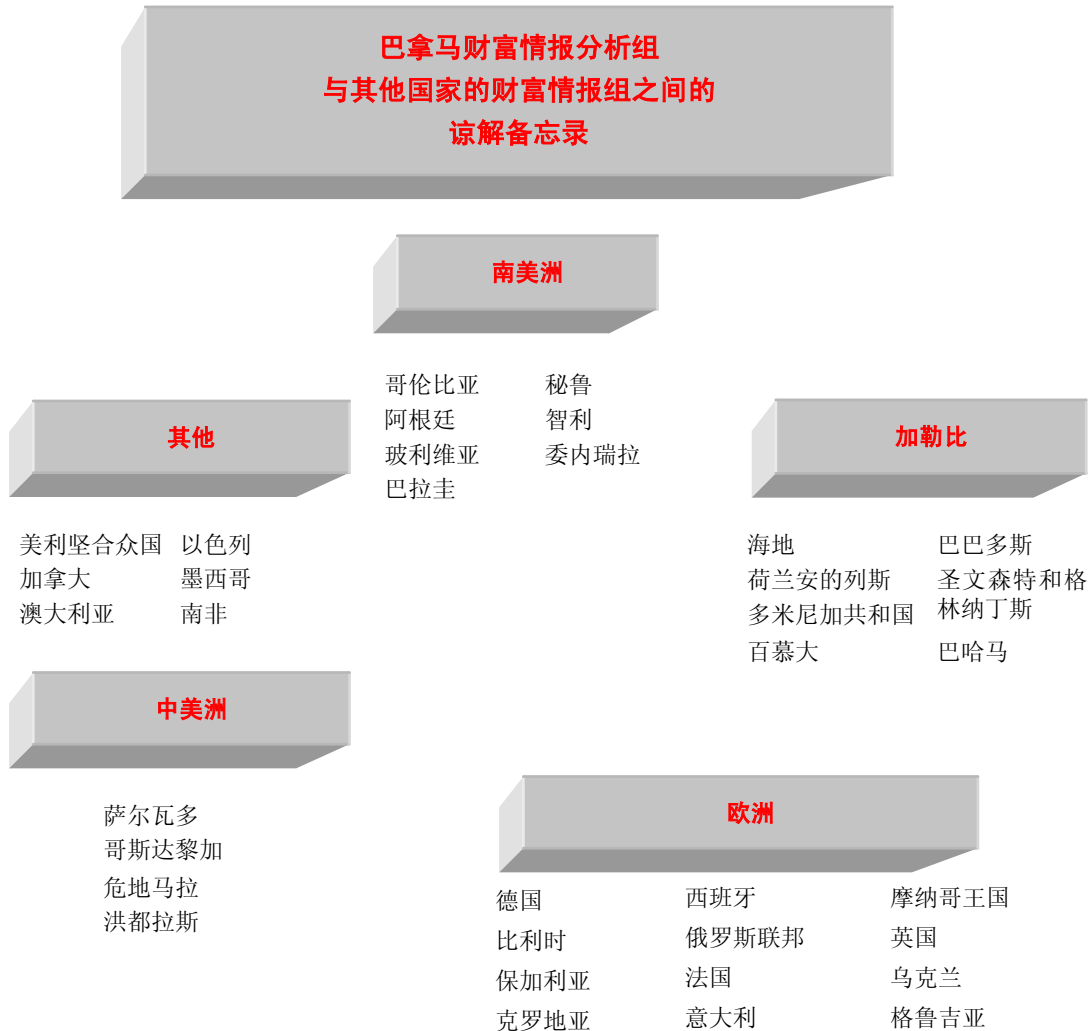 巴拿马财富情报分析组
与其他国家的财富情报组之间的
谅解备忘录
南美洲
哥伦比亚 秘鲁
阿根廷 智利
玻利维亚 委内瑞拉
巴拉圭
其他
美利坚合众国 以色列
加拿大 墨西哥
澳大利亚 南非
加勒比
海地 巴巴多斯
荷兰安的列斯 圣文森特和格
多米尼加共和国 林纳丁斯
百慕大 巴哈马
中美洲
萨尔瓦多
哥斯达黎加
危地马拉
洪都拉斯
欧洲
德国 西班牙 摩纳哥王国
比利时 俄罗斯联邦 英国
保加利亚 法国 乌克兰
克罗地亚 意大利 格鲁吉亚